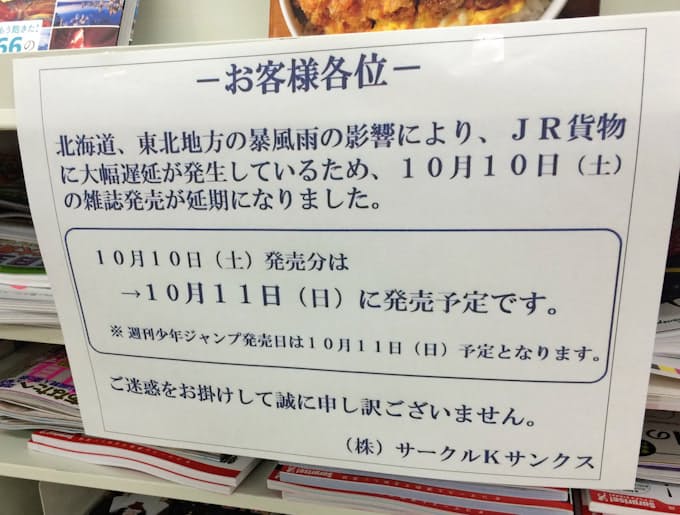 －お客様各位－
北海道、東北地方の暴風雨の影響により、ＪＲ貨物
に大幅遅延が発生しているため、１０月１０日（土）
の雑誌発売が延期になりました。
１０月１０日（土）発売分は
→１０月１１日（日）に発売予定です。
※ 週刊少年ジャンプ発売日は１０月１１日（日）予定となります。
ご迷惑をお掛けして誠に申し訳ございません。
（株）サークルＫサンクス